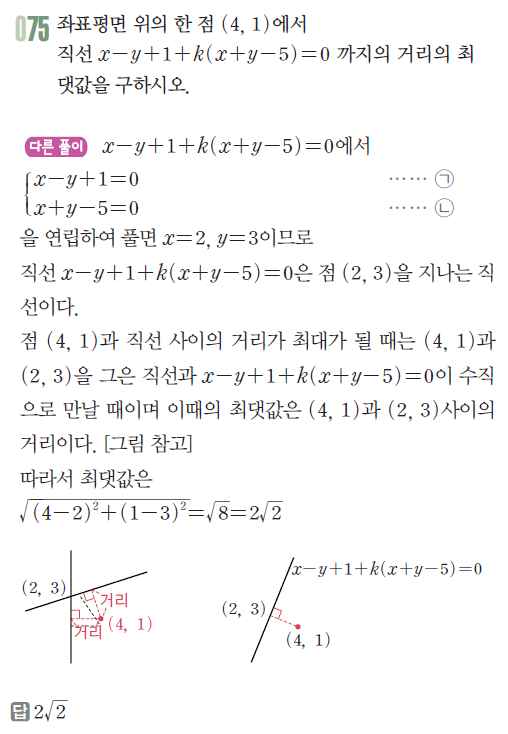 075 좌표평면 위의 한 점 (4, 1)에서
직선 x−y+1+k(x+y−5)=0 까지의 거리의 최
댓값을 구하시오.
다른 풀이 x−y+1+k(x+y−5)=0에서
x−y+1=0 …… ㉠
x+y−5=0 …… ㉡
을 연립하여 풀면 x=2, y=3이므로
직선 x−y+1+k(x+y−5)=0은 점 (2, 3)을 지나는 직
선이다.
점 (4, 1)과 직선 사이의 거리가 최대가 될 때는 (4, 1)과
(2, 3)을 그은 직선과 x−y+1+k(x+y−5)=0이 수직
으로 만날 때이며 이때의 최댓값은 (4, 1)과 (2, 3)사이의
거리이다. [그림 참고]
따라서 최댓값은
√((4−2)²+(1−3)²)=√8=2√2
(2, 3)
거리
거리
(4, 1)
x−y+1+k(x+y−5)=0
(2, 3)
(4, 1)
답 2√2